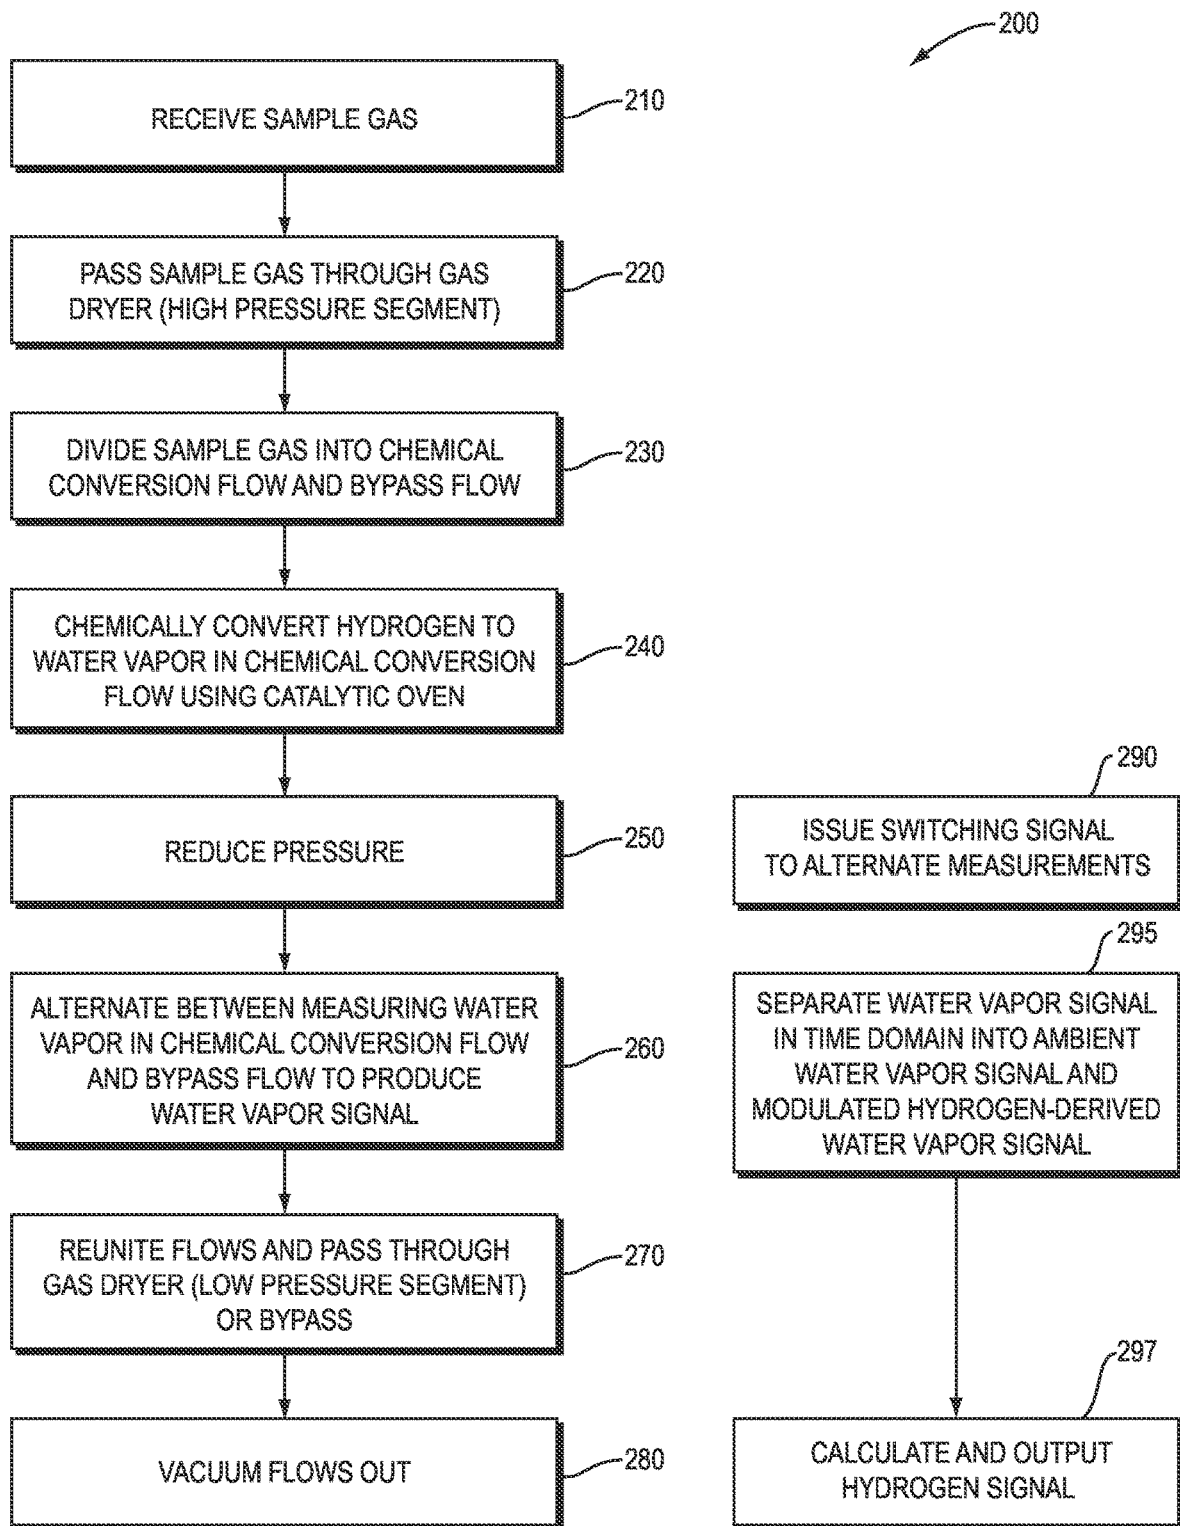 200
RECEIVE SAMPLE GAS
210
PASS SAMPLE GAS THROUGH GAS
DRYER (HIGH PRESSURE SEGMENT)
220
DIVIDE SAMPLE GAS INTO CHEMICAL
CONVERSION FLOW AND BYPASS FLOW
230
CHEMICALLY CONVERT HYDROGEN TO
WATER VAPOR IN CHEMICAL CONVERSION
FLOW USING CATALYTIC OVEN
240
REDUCE PRESSURE
250
ALTERNATE BETWEEN MEASURING WATER
VAPOR IN CHEMICAL CONVERSION FLOW
AND BYPASS FLOW TO PRODUCE
WATER VAPOR SIGNAL
260
REUNITE FLOWS AND PASS THROUGH
GAS DRYER (LOW PRESSURE SEGMENT)
OR BYPASS
270
VACUUM FLOWS OUT
280
290
ISSUE SWITCHING SIGNAL
TO ALTERNATE MEASUREMENTS
295
SEPARATE WATER VAPOR SIGNAL
IN TIME DOMAIN INTO AMBIENT
WATER VAPOR SIGNAL AND
MODULATED HYDROGEN-DERIVED
WATER VAPOR SIGNAL
297
CALCULATE AND OUTPUT
HYDROGEN SIGNAL